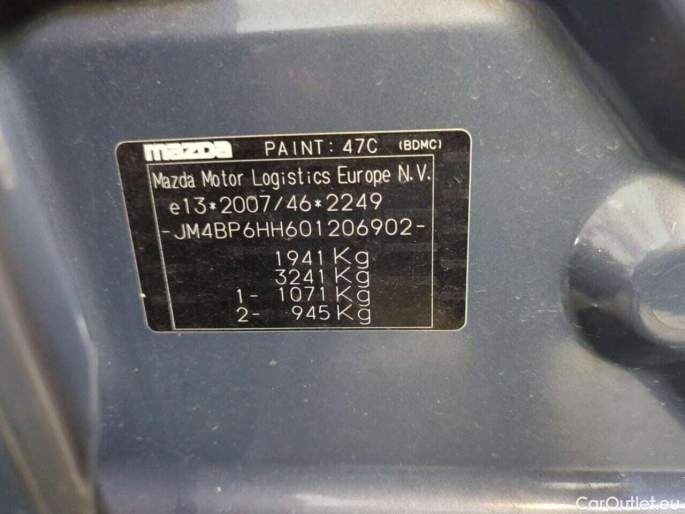 mazda PAINT: 47C (BDMC)
Mazda Motor Logistics Europe N.V.
e13*2007/46*2249
-JM4BP6HH601206902-
1941 Kg
3241 Kg
1- 1071 Kg
2- 945 Kg
CarOutlet.eu